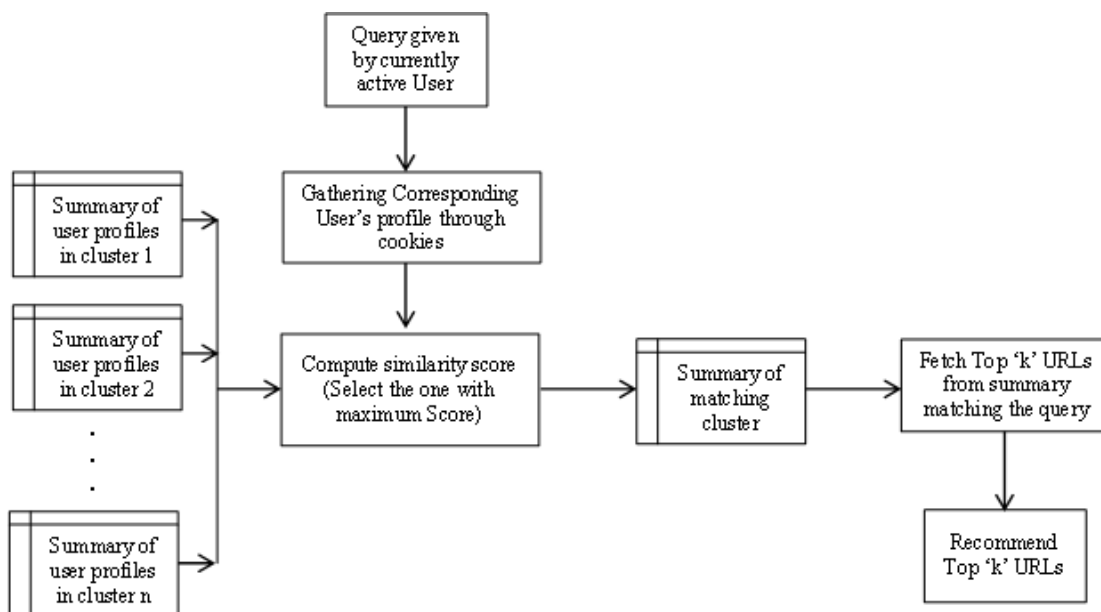 Query given
by currently
active User
Gathering Corresponding
User's profile through
cookies
Summary of
user profiles
in cluster 1
Summary of
user profiles
in cluster 2
.
.
.
Summary of
user profiles
in cluster n
Compute similarity score
(Select the one with
maximum Score)
Summary of
matching
cluster
Fetch Top ‘k’ URLs
from summary
matching the query
Recommend
Top ‘k’ URLs